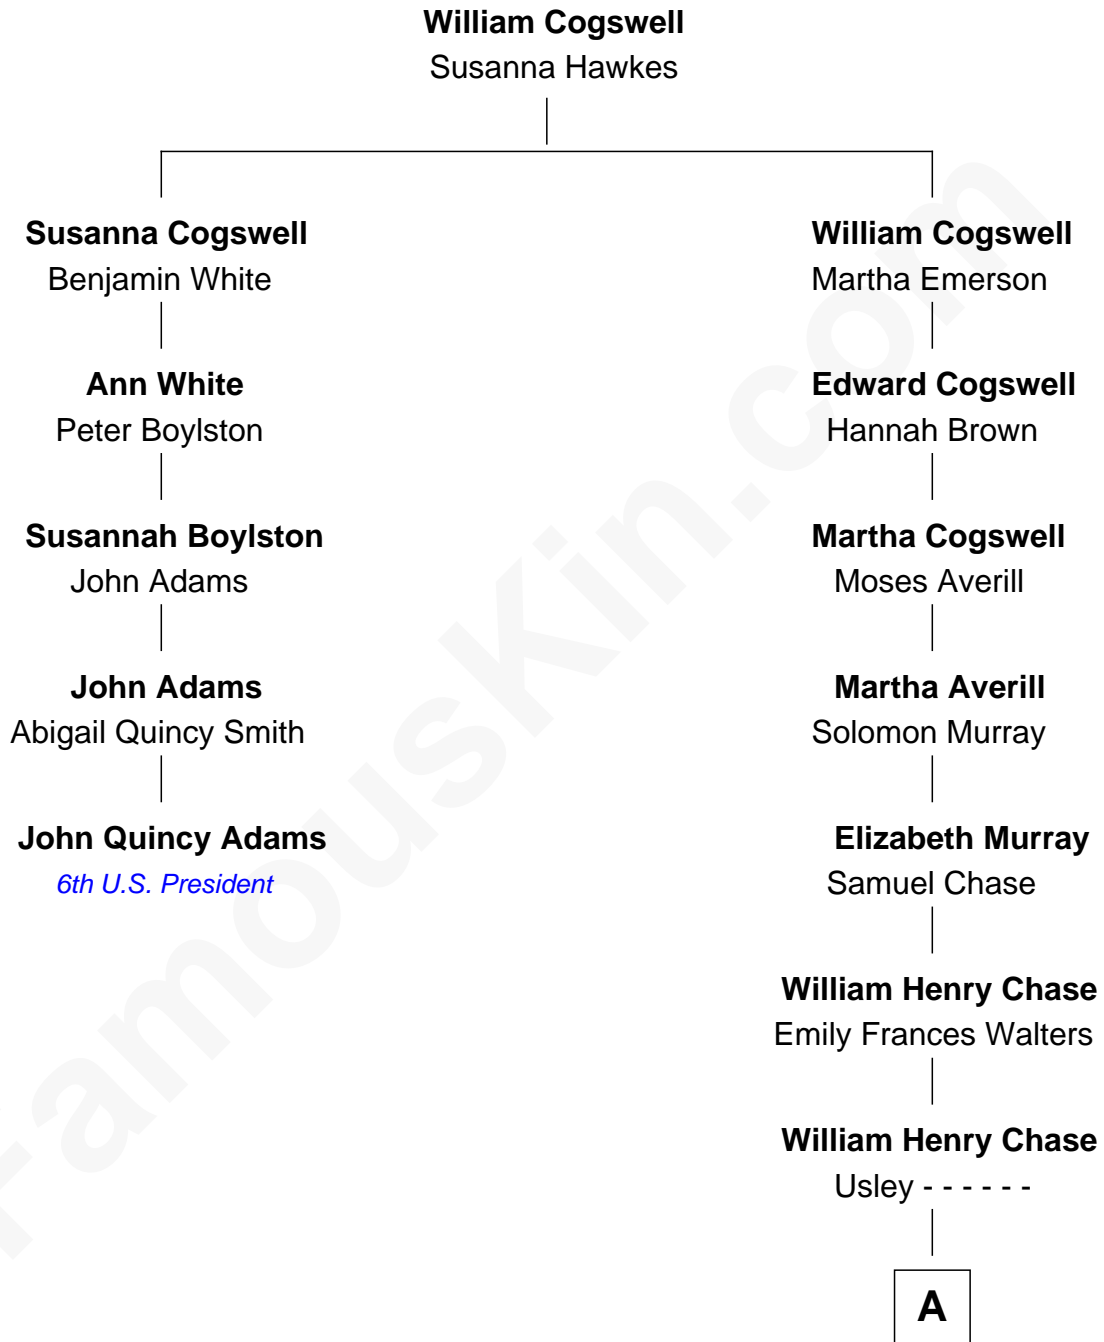 William Cogswell
Susanna Hawkes
Susanna Cogswell
Benjamin White
Ann White
Peter Boylston
Susannah Boylston
John Adams
John Adams
Abigail Quincy Smith
John Quincy Adams
6th U.S. President
William Cogswell
Martha Emerson
Edward Cogswell
Hannah Brown
Martha Cogswell
Moses Averill
Martha Averill
Solomon Murray
Elizabeth Murray
Samuel Chase
William Henry Chase
Emily Frances Walters
William Henry Chase
Usley - - - - - -
A
FamousKin.com